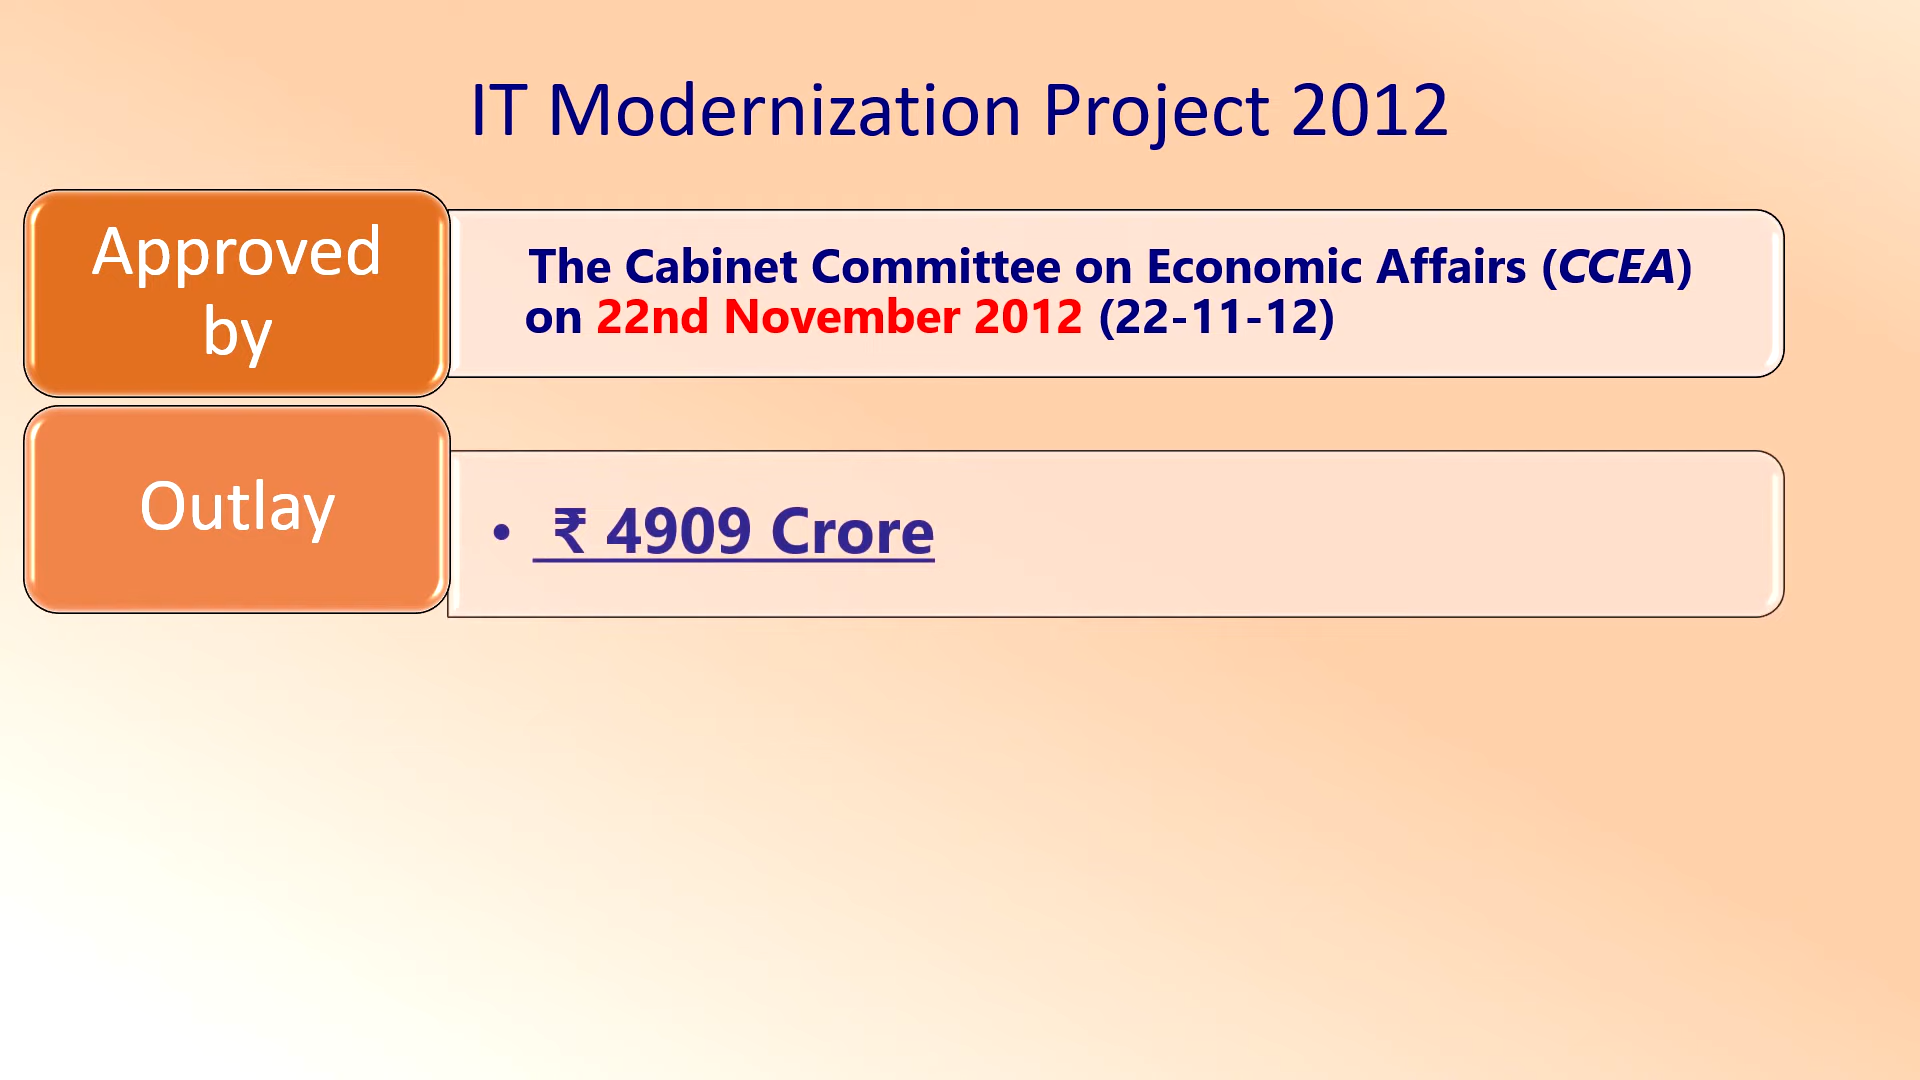 IT Modernization Project 2012
Approved
by
The Cabinet Committee on Economic Affairs (CCEA)
on 22nd November 2012 (22-11-12)
Outlay
• ₹ 4909 Crore